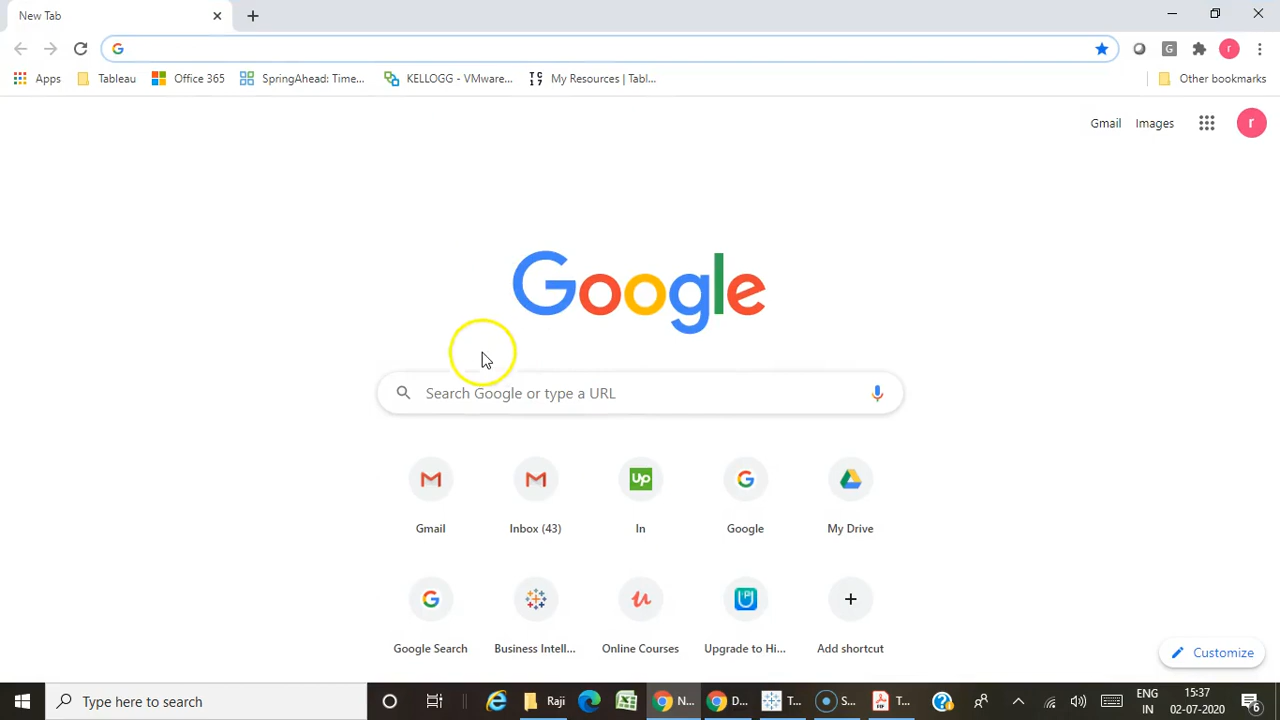 New Tab
Apps Tableau Office 365 SpringAhead: Time... KELLOGG - VMware... My Resources | Tabl... Other bookmarks
Gmail Images r
Google
Search Google or type a URL
Gmail Inbox (43) In Google My Drive
Google Search Business Intell... Online Courses Upgrade to Hi... Add shortcut
Customize
Type here to search Raji N... D... T... S... T... ENG 15:37
IN 02-07-2020 6